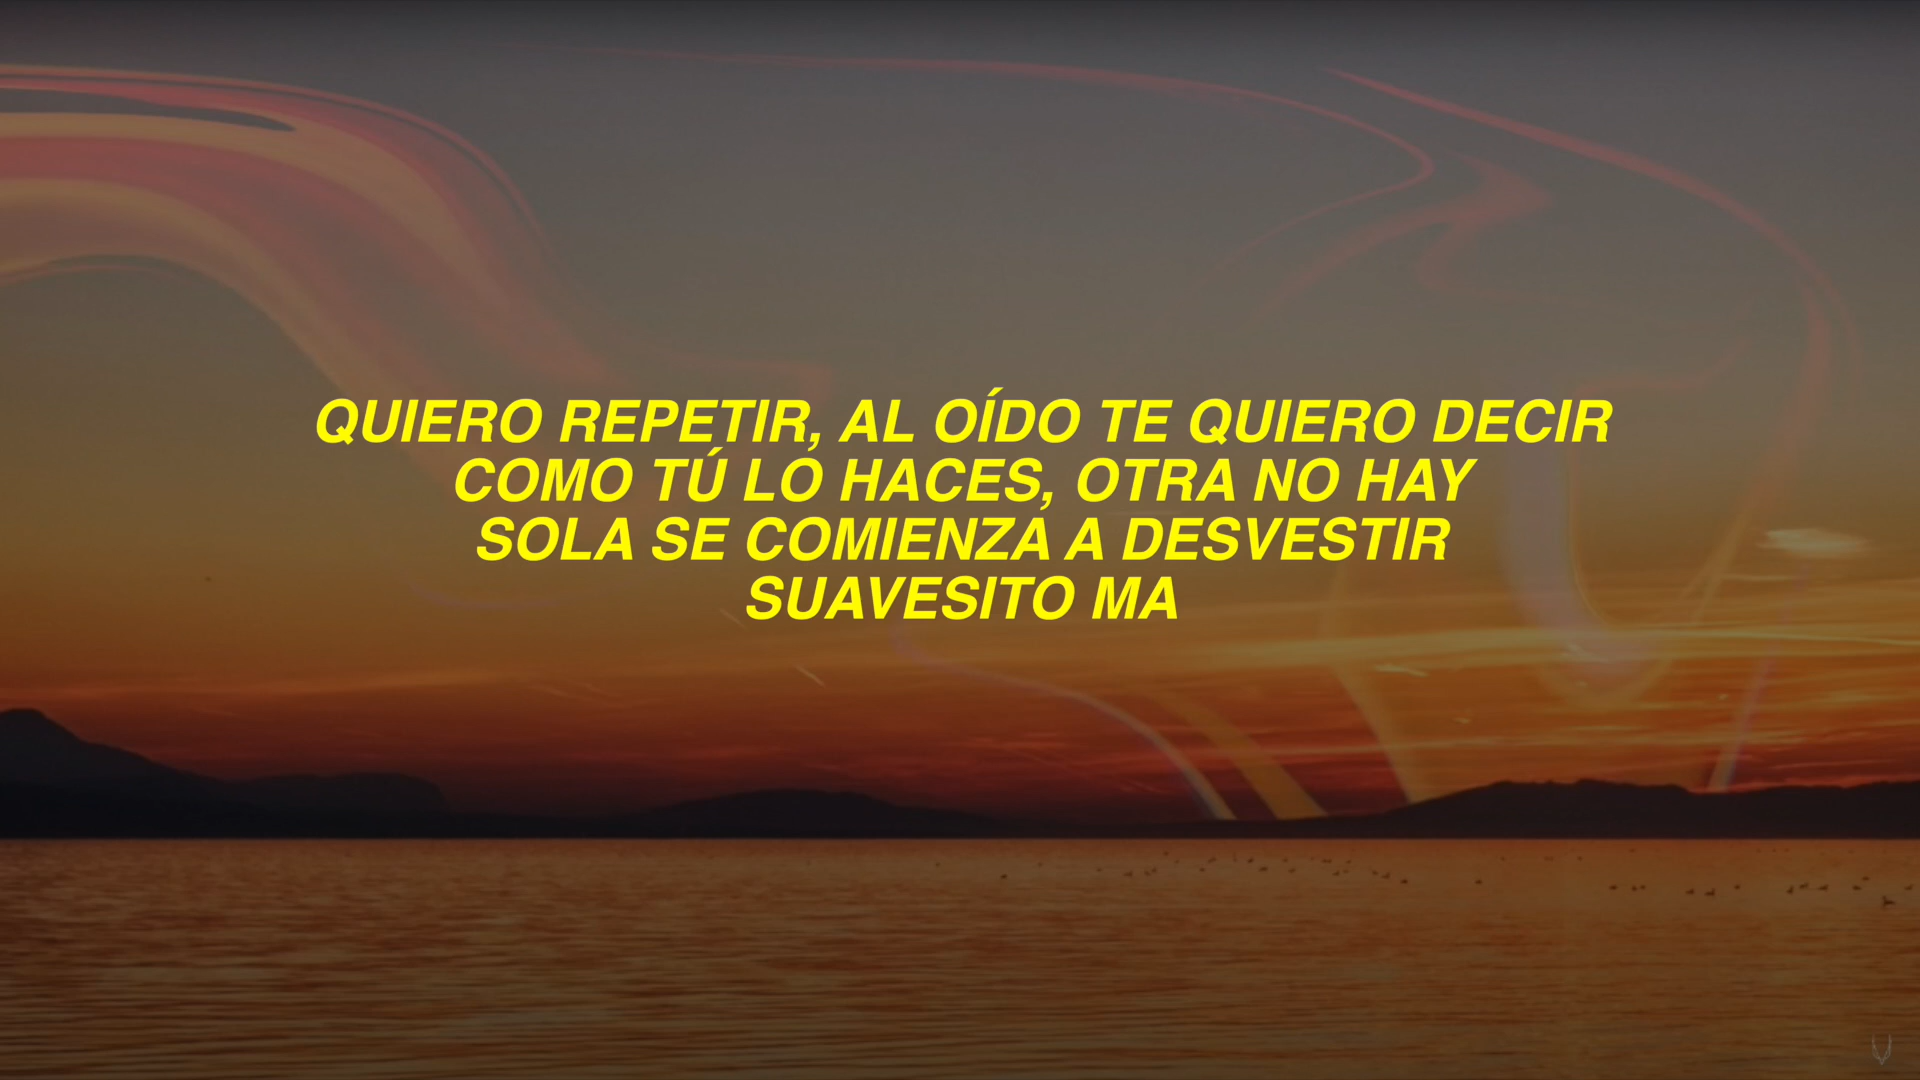 QUIERO REPETIR, AL OÍDO TE QUIERO DECIR
COMO TÚ LO HACES, OTRA NO HAY
SOLA SE COMIENZA A DESVESTIR
SUAVESITO MA